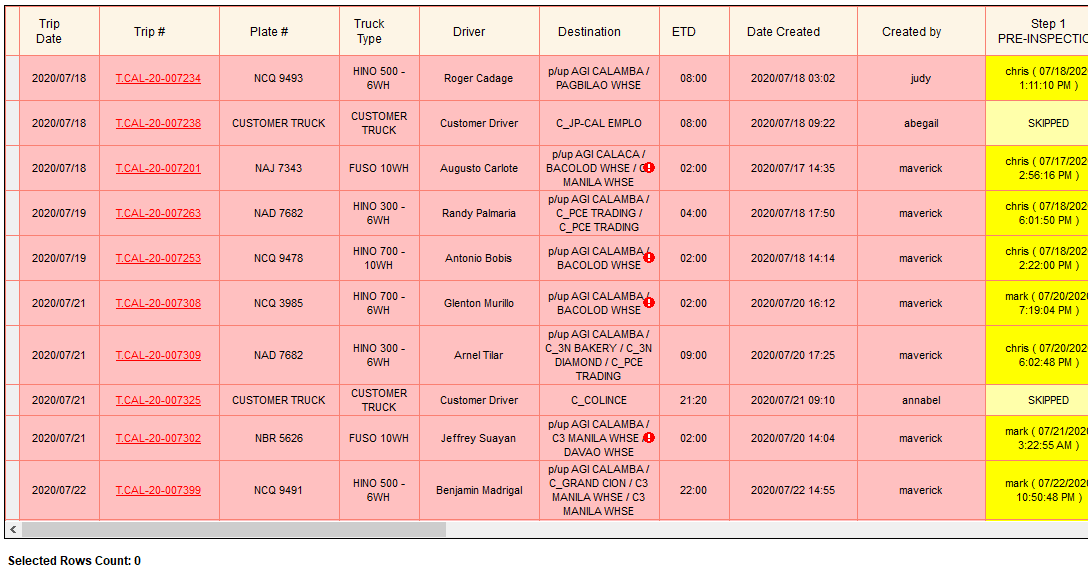 Trip Date Trip # Plate # Truck Type Driver Destination ETD Date Created Created by Step 1 PRE-INSPECTIO
2020/07/18 T.CAL-20-007234 NCQ 9493 HINO 500 - 6WH Roger Cadage p/up AGI CALAMBA / PAGBILAO WHSE 08:00 2020/07/18 03:02 judy chris ( 07/18/202 1:11:10 PM )
2020/07/18 T.CAL-20-007238 CUSTOMER TRUCK CUSTOMER TRUCK Customer Driver C_JP-CAL EMPLO 08:00 2020/07/18 09:22 abegail SKIPPED
2020/07/18 T.CAL-20-007201 NAJ 7343 FUSO 10WH Augusto Carlote p/up AGI CALACA / BACOLOD WHSE / MANILA WHSE 02:00 2020/07/17 14:35 maverick chris ( 07/17/202 2:56:16 PM )
2020/07/19 T.CAL-20-007263 NAD 7682 HINO 300 - 6WH Randy Palmaria p/up AGI CALAMBA / C_PCE TRADING / C_PCE TRADING 04:00 2020/07/18 17:50 maverick chris ( 07/18/202 6:01:50 PM )
2020/07/19 T.CAL-20-007253 NCQ 9478 HINO 700 - 10WH Antonio Bobis p/up AGI CALAMBA / BACOLOD WHSE 02:00 2020/07/18 14:14 maverick chris ( 07/18/202 2:22:00 PM )
2020/07/21 T.CAL-20-007308 NCQ 3985 HINO 700 - 6WH Glenton Murillo p/up AGI CALAMBA / BACOLOD WHSE 02:00 2020/07/20 16:12 maverick mark ( 07/20/202 7:19:04 PM )
2020/07/21 T.CAL-20-007309 NAD 7682 HINO 300 - 6WH Arnel Tilar p/up AGI CALAMBA / C_3N BAKERY / C_3N DIAMOND / C_PCE TRADING 09:00 2020/07/20 17:25 maverick chris ( 07/20/202 6:02:48 PM )
2020/07/21 T.CAL-20-007325 CUSTOMER TRUCK CUSTOMER TRUCK Customer Driver C_COLINCE 21:20 2020/07/21 09:10 annabel SKIPPED
2020/07/21 T.CAL-20-007302 NBR 5626 FUSO 10WH Jeffrey Suayan p/up AGI CALAMBA / C3 MANILA WHSE / DAVAO WHSE 02:00 2020/07/20 14:04 maverick mark ( 07/21/202 3:22:55 AM )
2020/07/22 T.CAL-20-007399 NCQ 9491 HINO 500 - 6WH Benjamin Madrigal p/up AGI CALAMBA / C_GRAND CION / C3 MANILA WHSE / C3 MANILA WHSE 22:00 2020/07/22 14:55 maverick mark ( 07/22/202 10:50:48 PM )
Selected Rows Count: 0